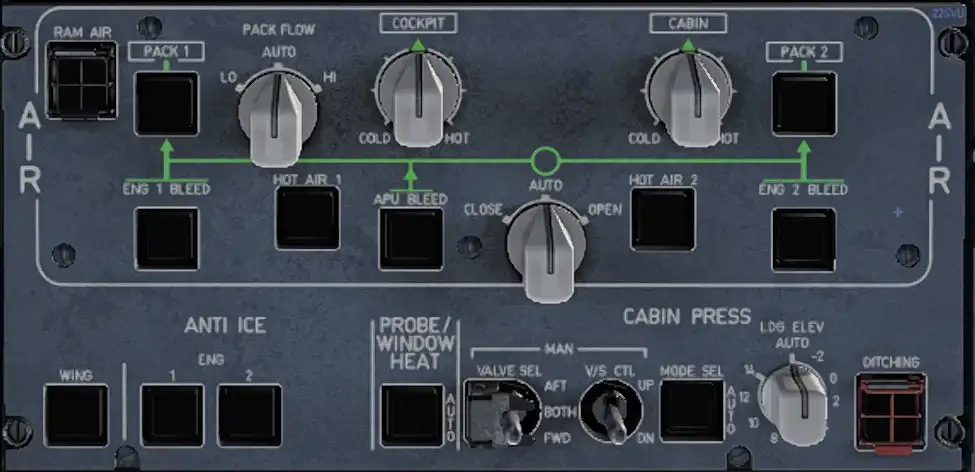 225VU
RAM AIR
PACK 1
PACK FLOW
AUTO
LO
HI
COCKPIT
COLD
HOT
CABIN
COLD
HOT
PACK 2
AIR
AIR
ENG 1 BLEED
HOT AIR 1
APU BLEED
AUTO
CLOSE
OPEN
HOT AIR 2
ENG 2 BLEED
ANTI ICE
WING
ENG
1
2
PROBE/
WINDOW
HEAT
AUTO
CABIN PRESS
MAN
VALVE SEL
AFT
BOTH
FWD
V/S CTL
UP
DN
MODE SEL
AUTO
LDG ELEV
AUTO
-2
0
2
14
12
10
8
DITCHING